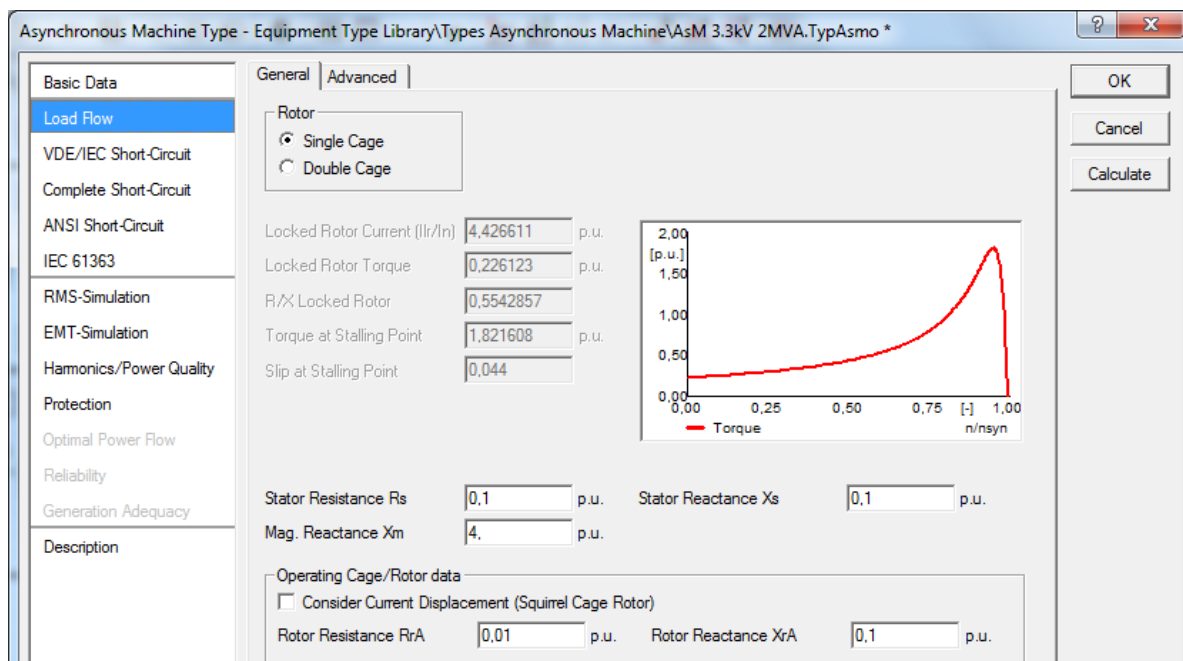 Asynchronous Machine Type - Equipment Type Library\Types Asynchronous Machine\AsM 3.3kV 2MVA.TypAsmo *
? X
Basic Data
Load Flow
VDE/IEC Short-Circuit
Complete Short-Circuit
ANSI Short-Circuit
IEC 61363
RMS-Simulation
EMT-Simulation
Harmonics/Power Quality
Protection
Optimal Power Flow
Reliability
Generation Adequacy
Description
General Advanced
Rotor
Single Cage
Double Cage
Locked Rotor Current (Ilr/In) 4,426611 p.u.
Locked Rotor Torque 0,226123 p.u.
R/X Locked Rotor 0,5542857
Torque at Stalling Point 1,821608 p.u.
Slip at Stalling Point 0,044
2,00
[p.u.]
1,50
1,00
0,50
0,00
0,00 0,25 0,50 0,75 [-] 1,00
Torque n/nsyn
Stator Resistance Rs 0,1 p.u. Stator Reactance Xs 0,1 p.u.
Mag. Reactance Xm 4, p.u.
Operating Cage/Rotor data
Consider Current Displacement (Squirrel Cage Rotor)
Rotor Resistance RrA 0,01 p.u. Rotor Reactance XrA 0,1 p.u.
OK
Cancel
Calculate